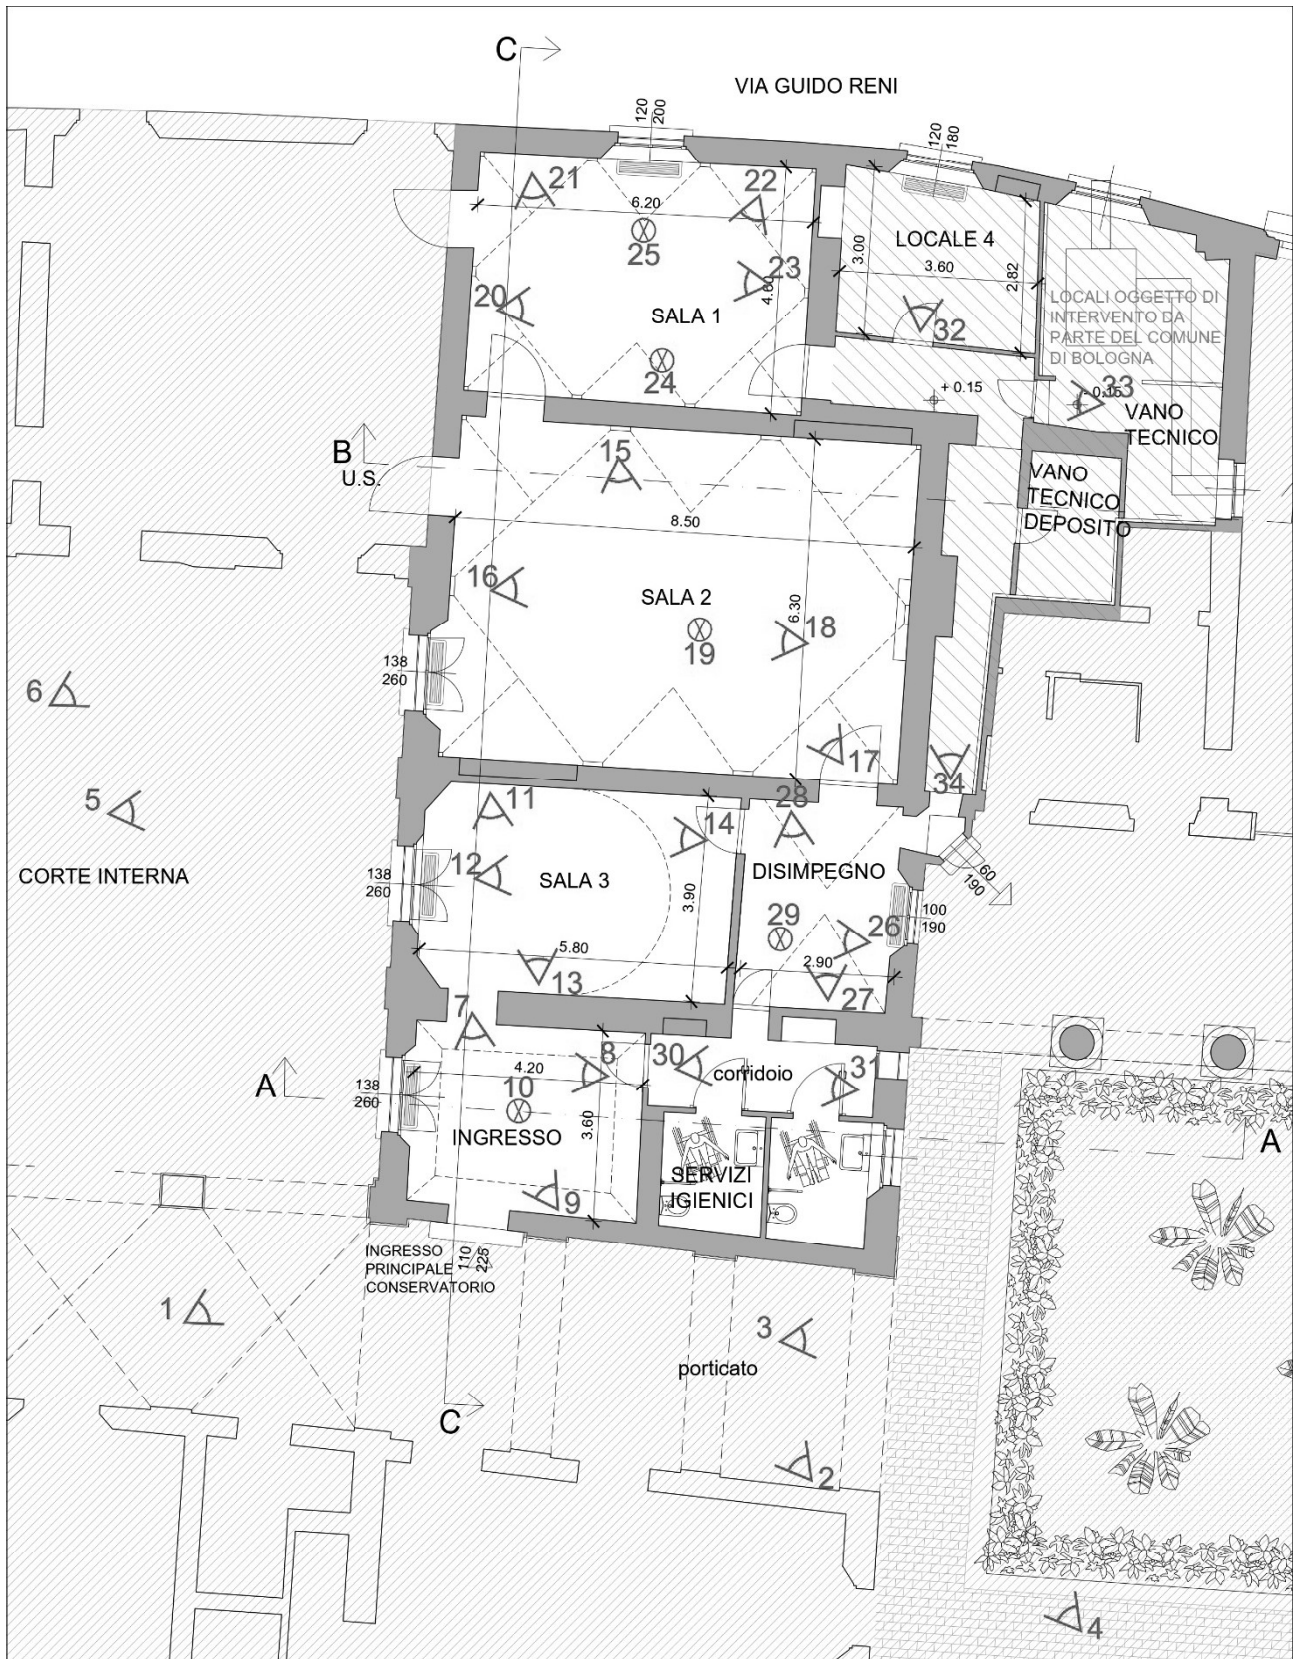 C
VIA GUIDO RENI
120
200
120
180
21
22
6.20
25
LOCALE 4
3.00
3.60
2.82
20
23
4.60
SALA 1
LOCALI OGGETTO DI
INTERVENTO DA
PARTE DEL COMUNE
DI BOLOGNA
32
24
+ 0.15
- 0.15
33
VANO
TECNICO
B
U.S.
15
VANO
TECNICO
DEPOSITO
8.50
16
SALA 2
6.30
18
19
138
260
6
17
34
5
11
28
14
CORTE INTERNA
138
260
12
SALA 3
3.90
DISIMPEGNO
60
190
29
26
100
190
5.80
13
2.90
27
7
8
30
corridoio
31
A
138
260
4.20
10
INGRESSO
3.60
A
9
SERVIZI
IGIENICI
INGRESSO
PRINCIPALE
CONSERVATORIO
110
225
1
3
porticato
C
2
4